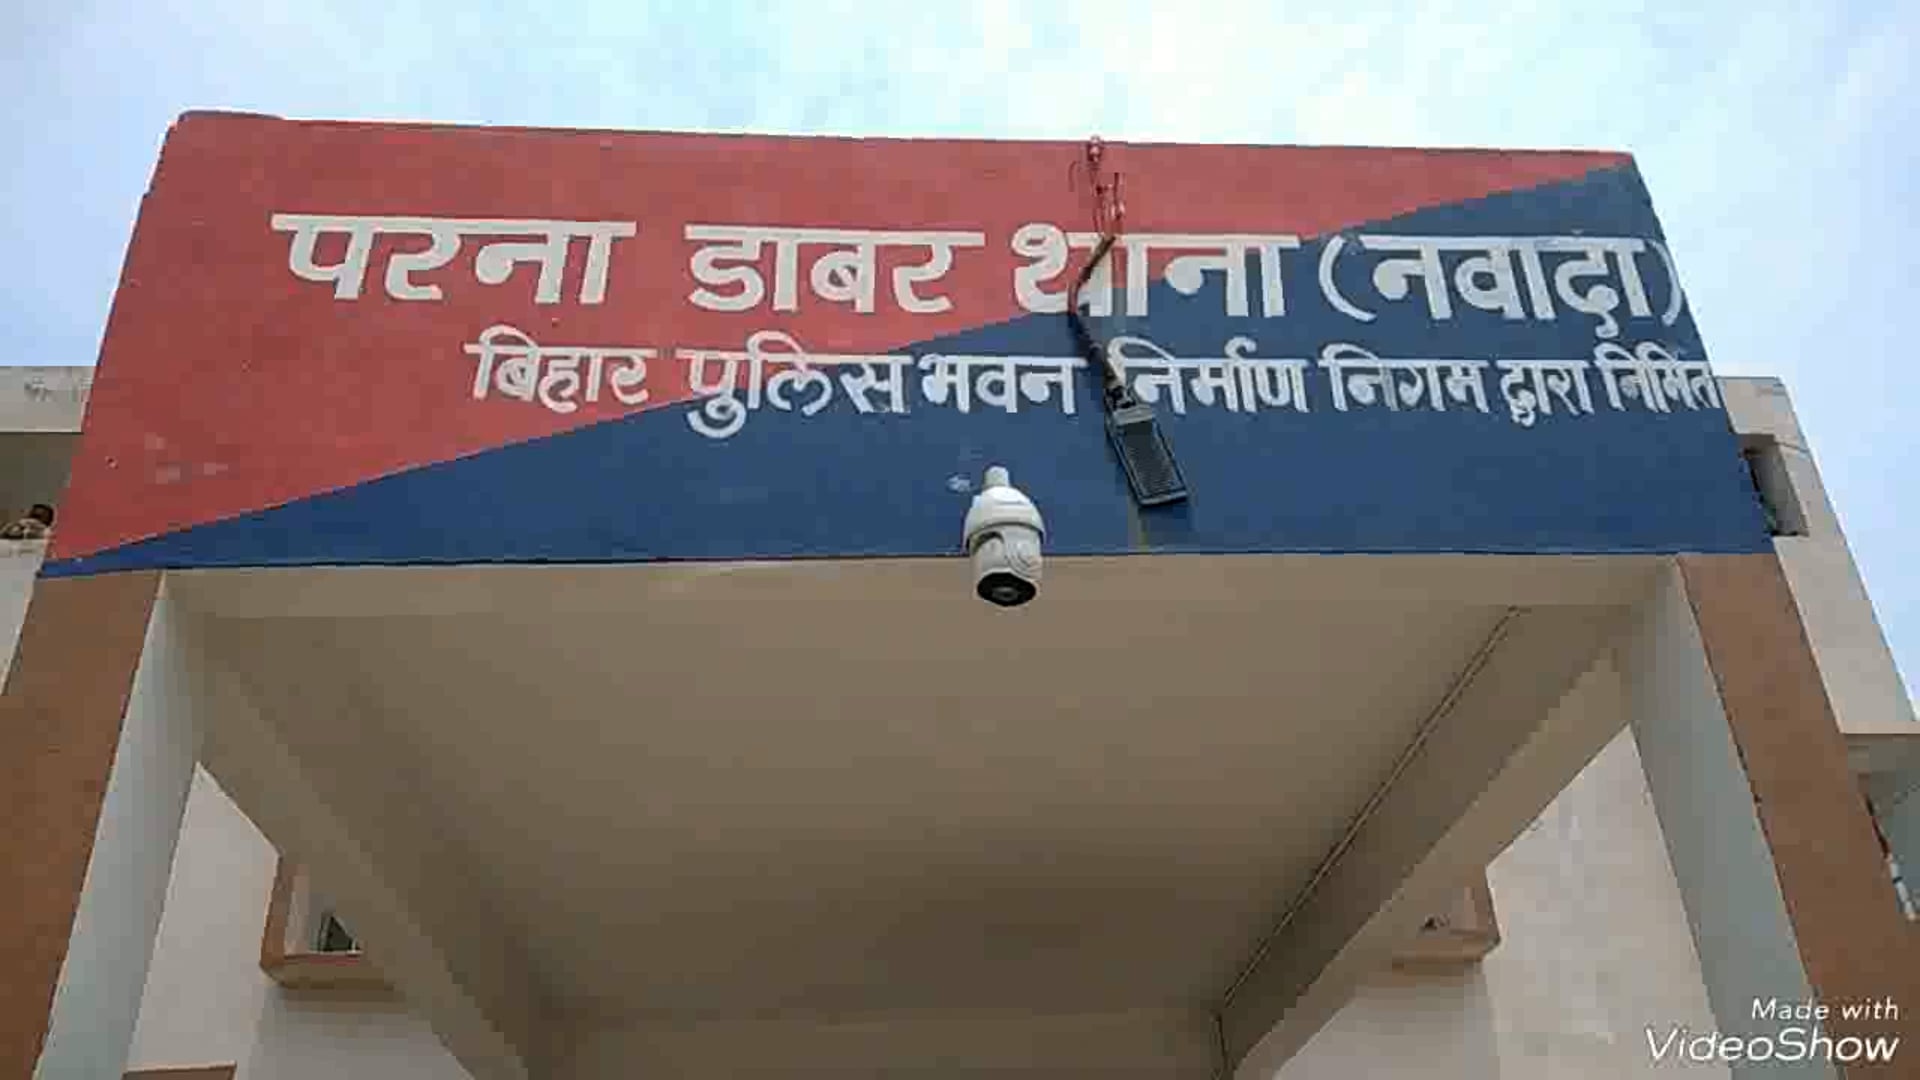 परना डाबर थाना (नवादा)
बिहार पुलिस भवन निर्माण निगम द्वारा निर्मित
Made with
VideoShow